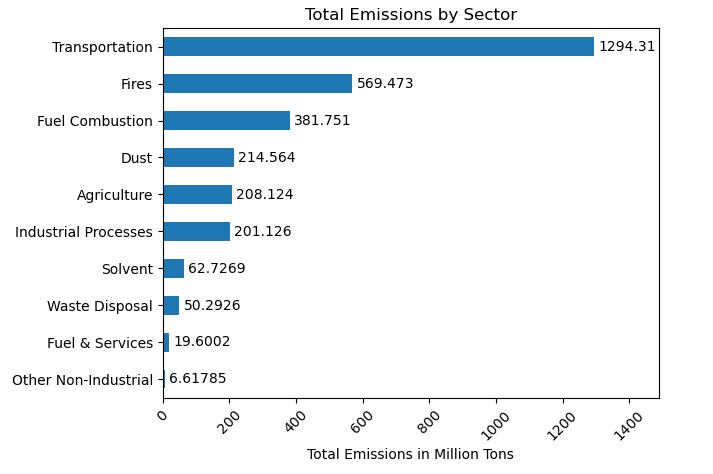 Total Emissions by Sector
Transportation 1294.31
Fires 569.473
Fuel Combustion 381.751
Dust 214.564
Agriculture 208.124
Industrial Processes 201.126
Solvent 62.7269
Waste Disposal 50.2926
Fuel & Services 19.6002
Other Non-Industrial 6.61785
0 200 400 600 800 1000 1200 1400
Total Emissions in Million Tons